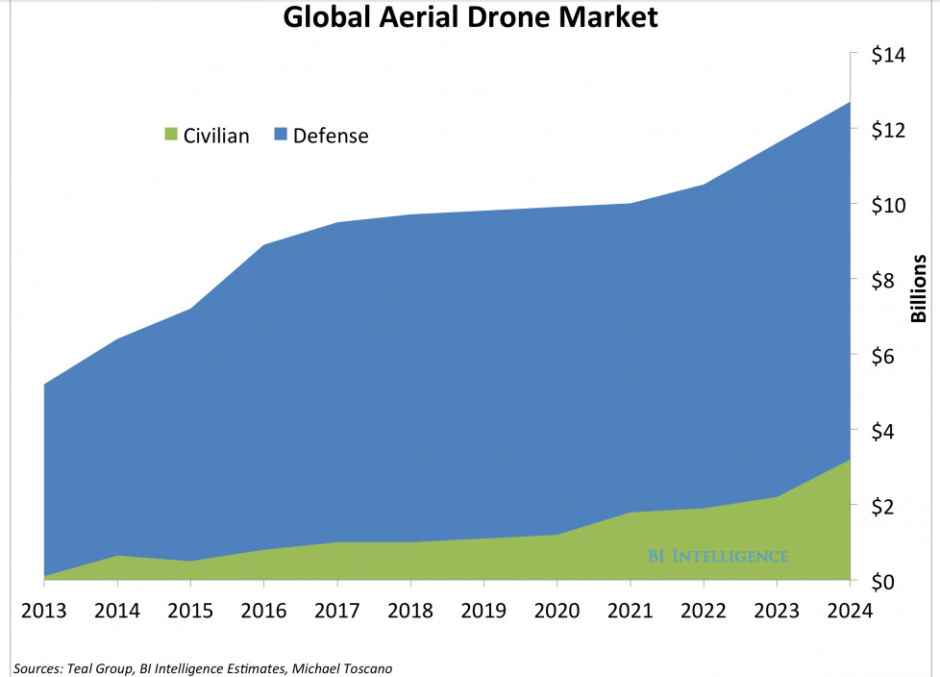 Global Aerial Drone Market
Civilian Defense
$14
$12
$10
$8
$6
$4
$2
$0
Billions
BI Intelligence
2013 2014 2015 2016 2017 2018 2019 2020 2021 2022 2023 2024
Sources: Teal Group, BI Intelligence Estimates, Michael Toscano